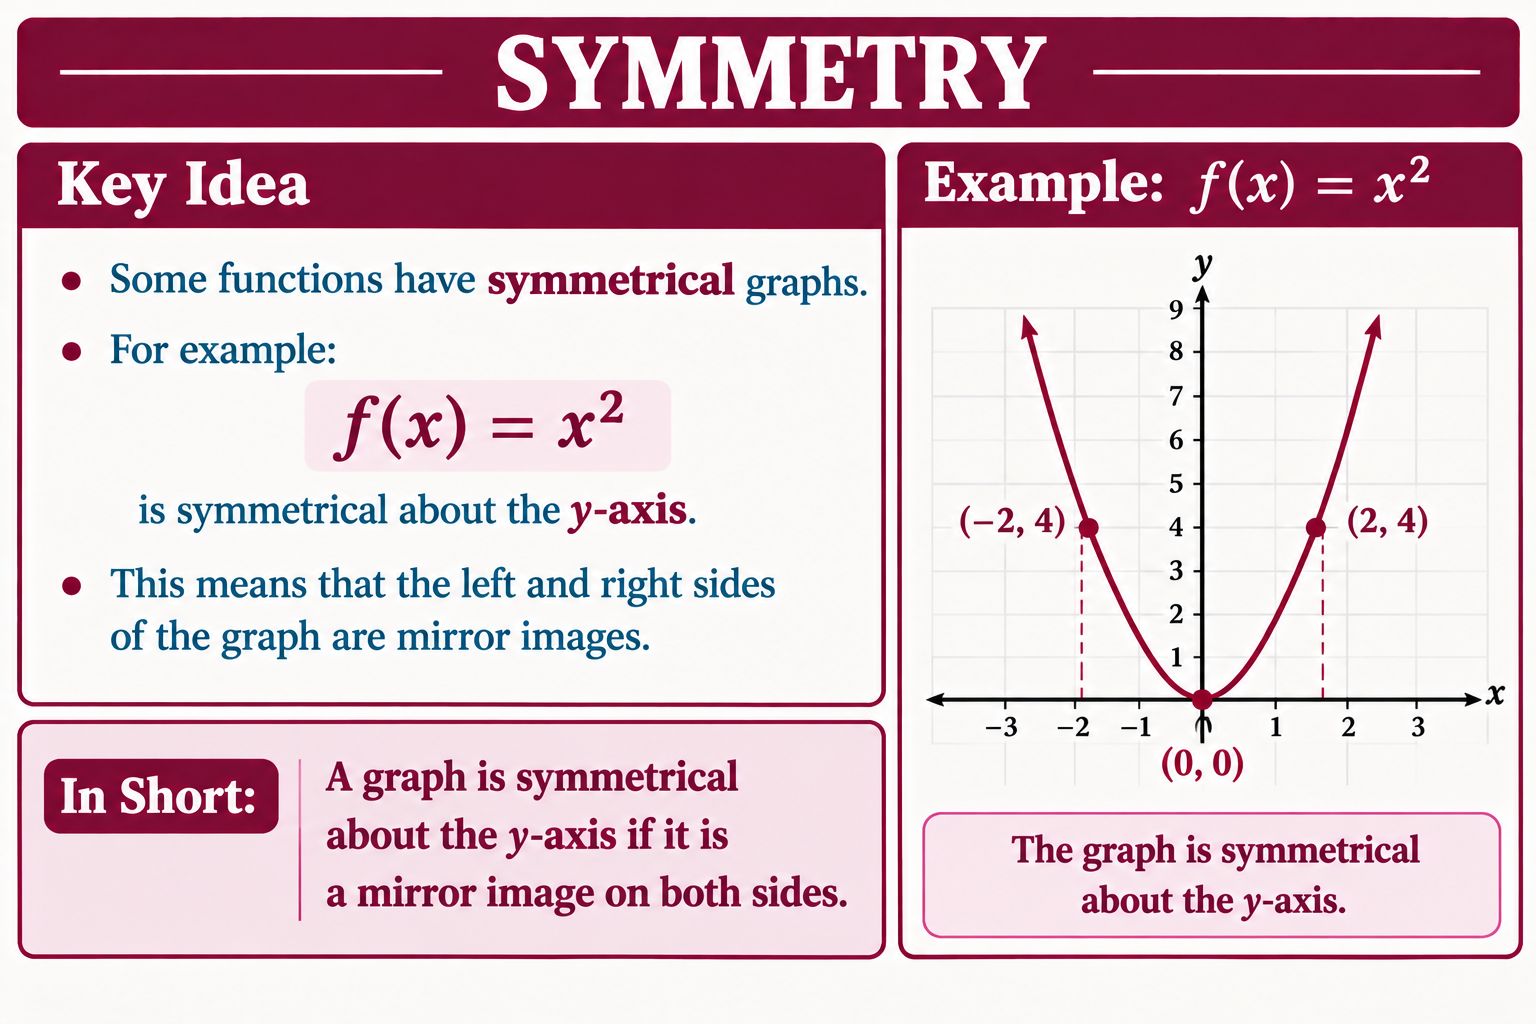 SYMMETRY
Key Idea
• Some functions have symmetrical graphs.
• For example:
f(x) = x²
is symmetrical about the y-axis.
• This means that the left and right sides
of the graph are mirror images.
In Short:
A graph is symmetrical
about the y-axis if it is
a mirror image on both sides.
Example: f(x) = x²
y
9
8
7
6
5
(−2, 4) 4 (2, 4)
3
2
1
x
−3 −2 −1 0 1 2 3
(0, 0)
The graph is symmetrical
about the y-axis.